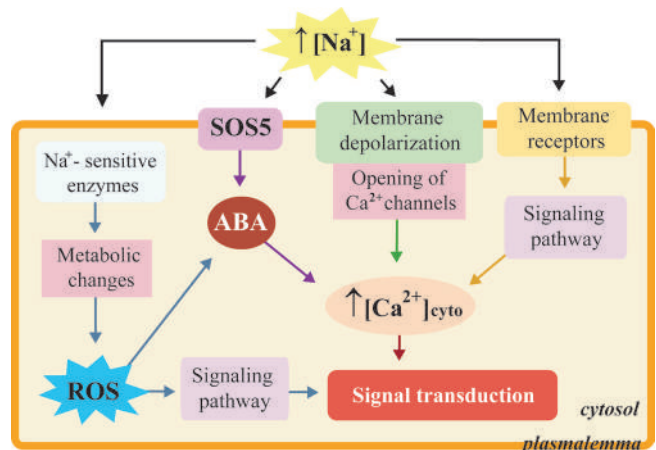 ↑[Na⁺]
SOS5
Membrane
depolarization
Membrane
receptors
Na⁺- sensitive
enzymes
Opening of
Ca²⁺channels
ABA
Signaling
pathway
Metabolic
changes
↑[Ca²⁺]cyto
ROS
Signaling
pathway
Signal transduction
cytosol
plasmalemma